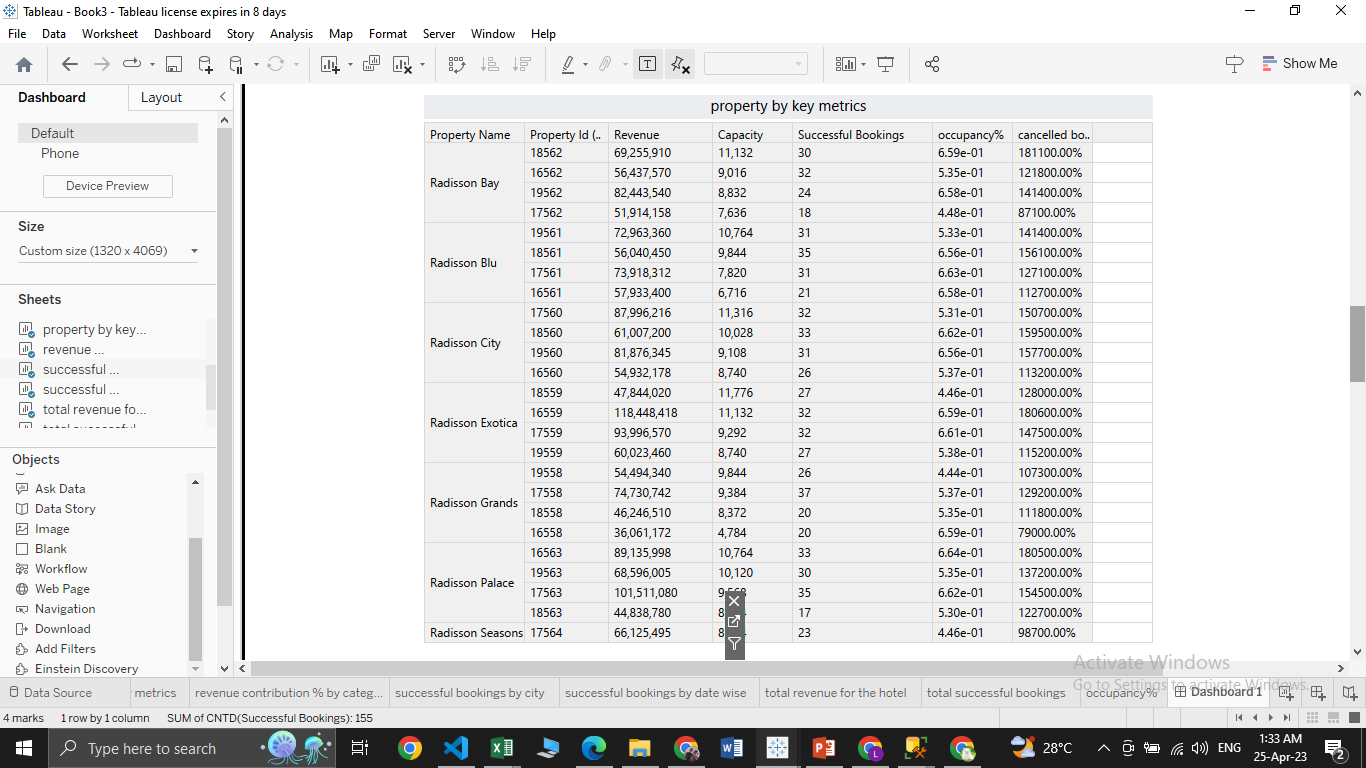 Tableau - Book3 - Tableau license expires in 8 days
File Data Worksheet Dashboard Story Analysis Map Format Server Window Help
Show Me
Dashboard Layout
Default
Phone
Device Preview
Size
Custom size (1320 x 4069)
Sheets
property by key...
revenue ...
successful ...
successful ...
total revenue fo...
Objects
Ask Data
Data Story
Image
Blank
Workflow
Web Page
Navigation
Download
Add Filters
Einstein Discovery
property by key metrics
Property Name Property Id (.. Revenue Capacity Successful Bookings occupancy% cancelled bo..
Radisson Bay
18562 69,255,910 11,132 30 6.59e-01 181100.00%
16562 56,437,570 9,016 32 5.35e-01 121800.00%
19562 82,443,540 8,832 24 6.58e-01 141400.00%
17562 51,914,158 7,636 18 4.48e-01 87100.00%
Radisson Blu
19561 72,963,360 10,764 31 5.33e-01 141400.00%
18561 56,040,450 9,844 35 6.56e-01 156100.00%
17561 73,918,312 7,820 31 6.63e-01 127100.00%
16561 57,933,400 6,716 21 6.58e-01 112700.00%
Radisson City
17560 87,996,216 11,316 32 5.31e-01 150700.00%
18560 61,007,200 10,028 33 6.62e-01 159500.00%
19560 81,876,345 9,108 31 6.56e-01 157700.00%
16560 54,932,178 8,740 26 5.37e-01 113200.00%
Radisson Exotica
18559 47,844,020 11,776 27 4.46e-01 128000.00%
16559 118,448,418 11,132 32 6.59e-01 180600.00%
17559 93,996,570 9,292 32 6.61e-01 147500.00%
19559 60,023,460 8,740 27 5.38e-01 115200.00%
Radisson Grands
19558 54,494,340 9,844 26 4.44e-01 107300.00%
17558 74,730,742 9,384 37 5.37e-01 129200.00%
18558 46,246,510 8,372 20 5.35e-01 111800.00%
16558 36,061,172 4,784 20 6.59e-01 79000.00%
Radisson Palace
16563 89,135,998 10,764 33 6.64e-01 180500.00%
19563 68,596,005 10,120 30 5.35e-01 137200.00%
17563 101,511,080 35 6.62e-01 154500.00%
18563 44,838,780 17 5.30e-01 122700.00%
Radisson Seasons 17564 66,125,495 23 4.46e-01 98700.00%
Activate Windows
Go to Settings to activate Windows.
Data Source metrics revenue contribution % by categ... successful bookings by city successful bookings by date wise total revenue for the hotel total successful bookings occupancy% Dashboard 1
4 marks 1 row by 1 column SUM of CNTD(Successful Bookings): 155
Type here to search
28°C
ENG
1:33 AM
25-Apr-23
2